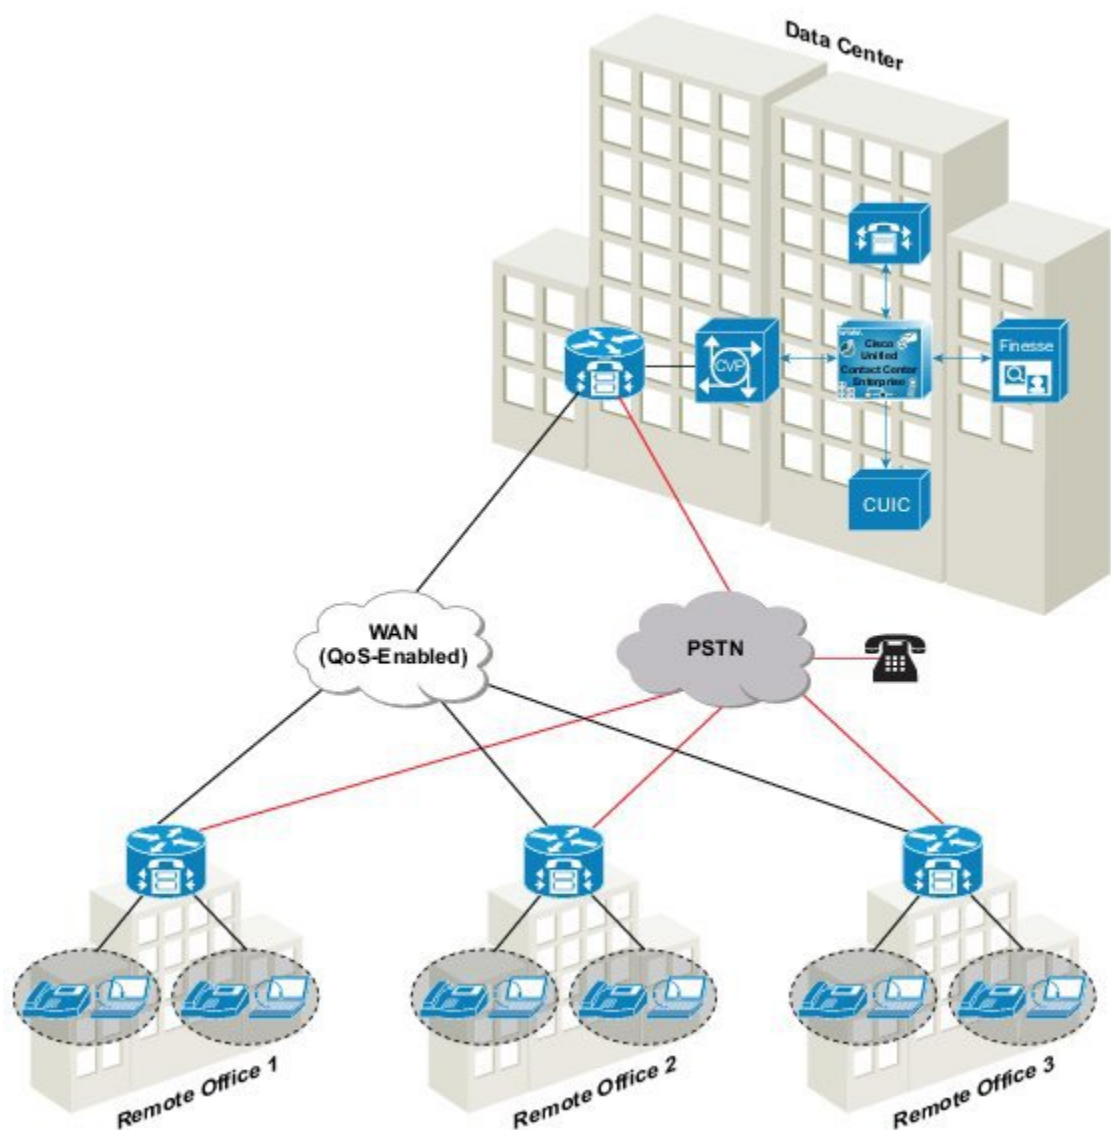 Data Center
Cisco
Unified
Contact Center
Enterprise
Finesse
CVP
CUIC
WAN
(QoS-Enabled)
PSTN
Remote Office 1
Remote Office 2
Remote Office 3